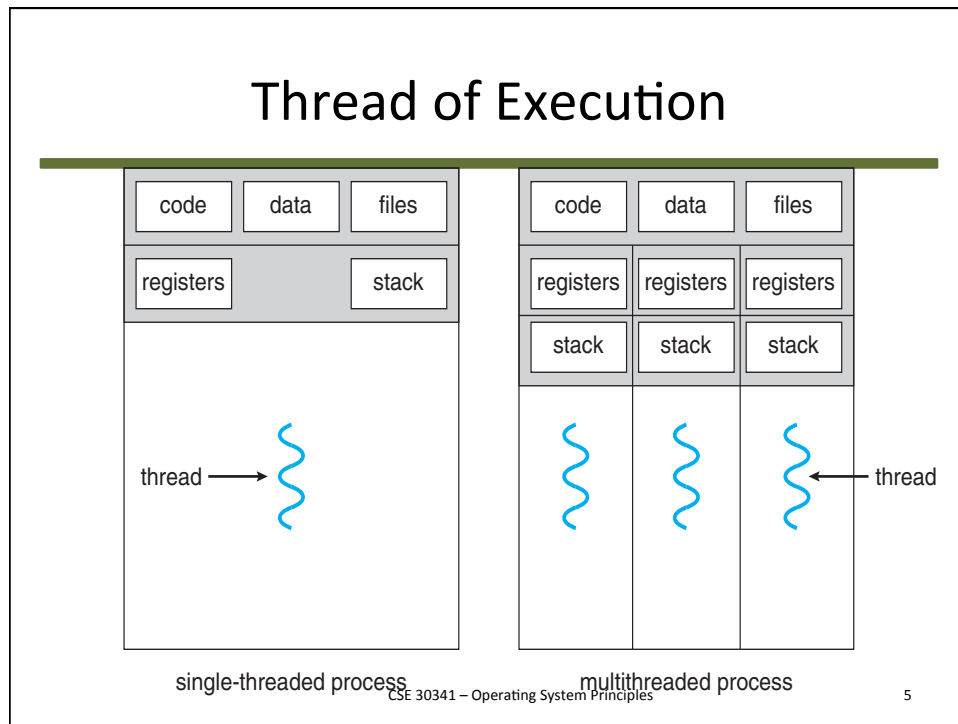 Thread of Execution
code data files
registers stack
thread
single-threaded process
code data files
registers registers registers
stack stack stack
thread
multithreaded process
CSE 30341 – Operating System Principles
5